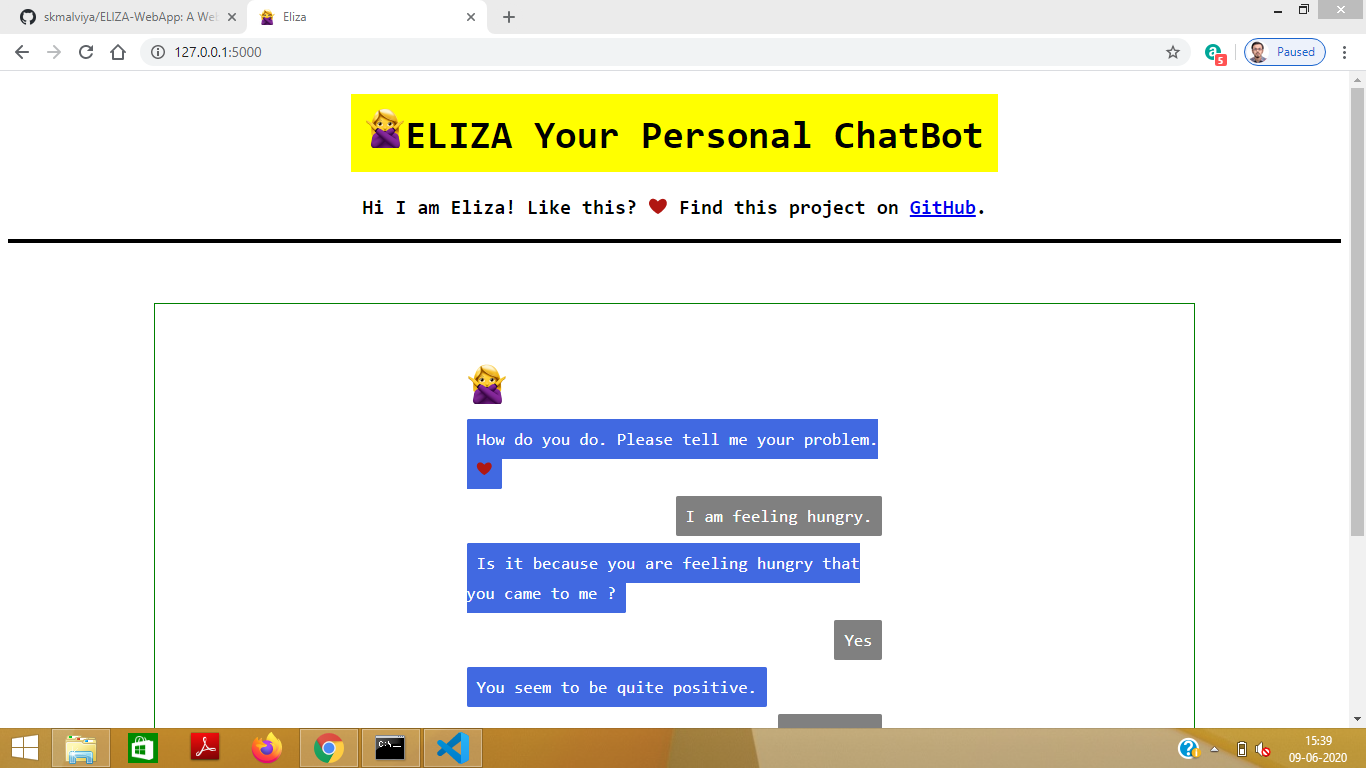 skmalviya/ELIZA-WebApp: A We
Eliza
127.0.0.1:5000
5
Paused
ELIZA Your Personal ChatBot
Hi I am Eliza! Like this? ❤ Find this project on GitHub.
How do you do. Please tell me your problem.
❤
I am feeling hungry.
Is it because you are feeling hungry that
you came to me ?
Yes
You seem to be quite positive.
C:\_
15:39
09-06-2020